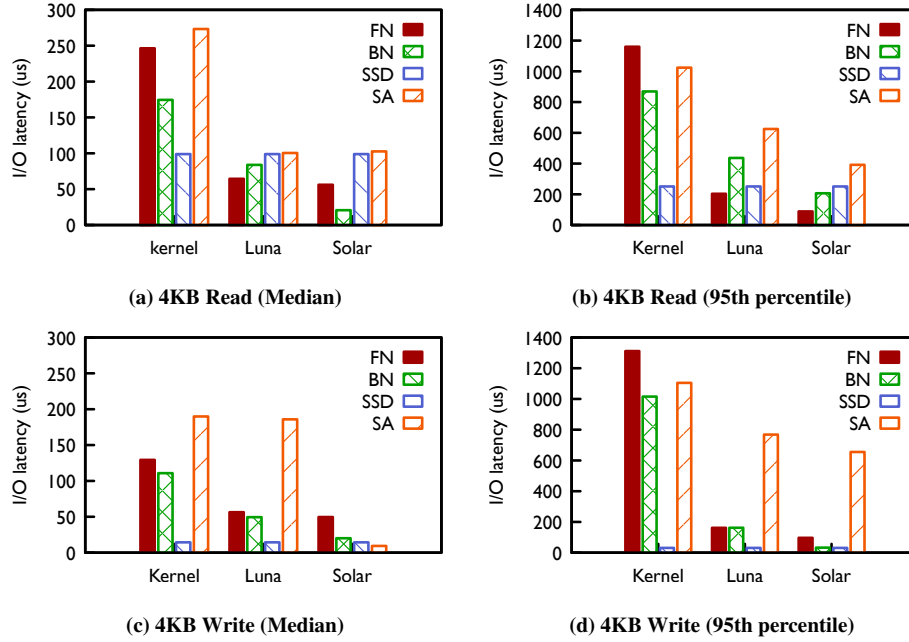 300
250
200
150
100
50
0
I/O latency (us)
FN
BN
SSD
SA
kernel Luna Solar
(a) 4KB Read (Median)
1400
1200
1000
800
600
400
200
0
I/O latency (us)
FN
BN
SSD
SA
Kernel Luna Solar
(b) 4KB Read (95th percentile)
300
250
200
150
100
50
0
I/O latency (us)
FN
BN
SSD
SA
Kernel Luna Solar
(c) 4KB Write (Median)
1400
1200
1000
800
600
400
200
0
I/O latency (us)
FN
BN
SSD
SA
Kernel Luna Solar
(d) 4KB Write (95th percentile)